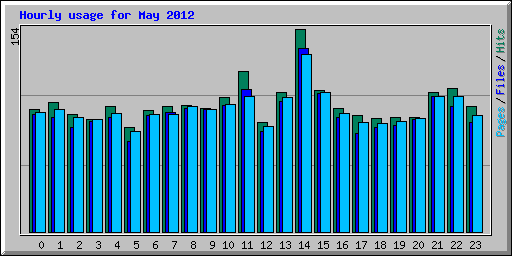 Hourly usage for May 2012
154
Pages / Files / Hits
0 1 2 3 4 5 6 7 8 9 10 11 12 13 14 15 16 17 18 19 20 21 22 23